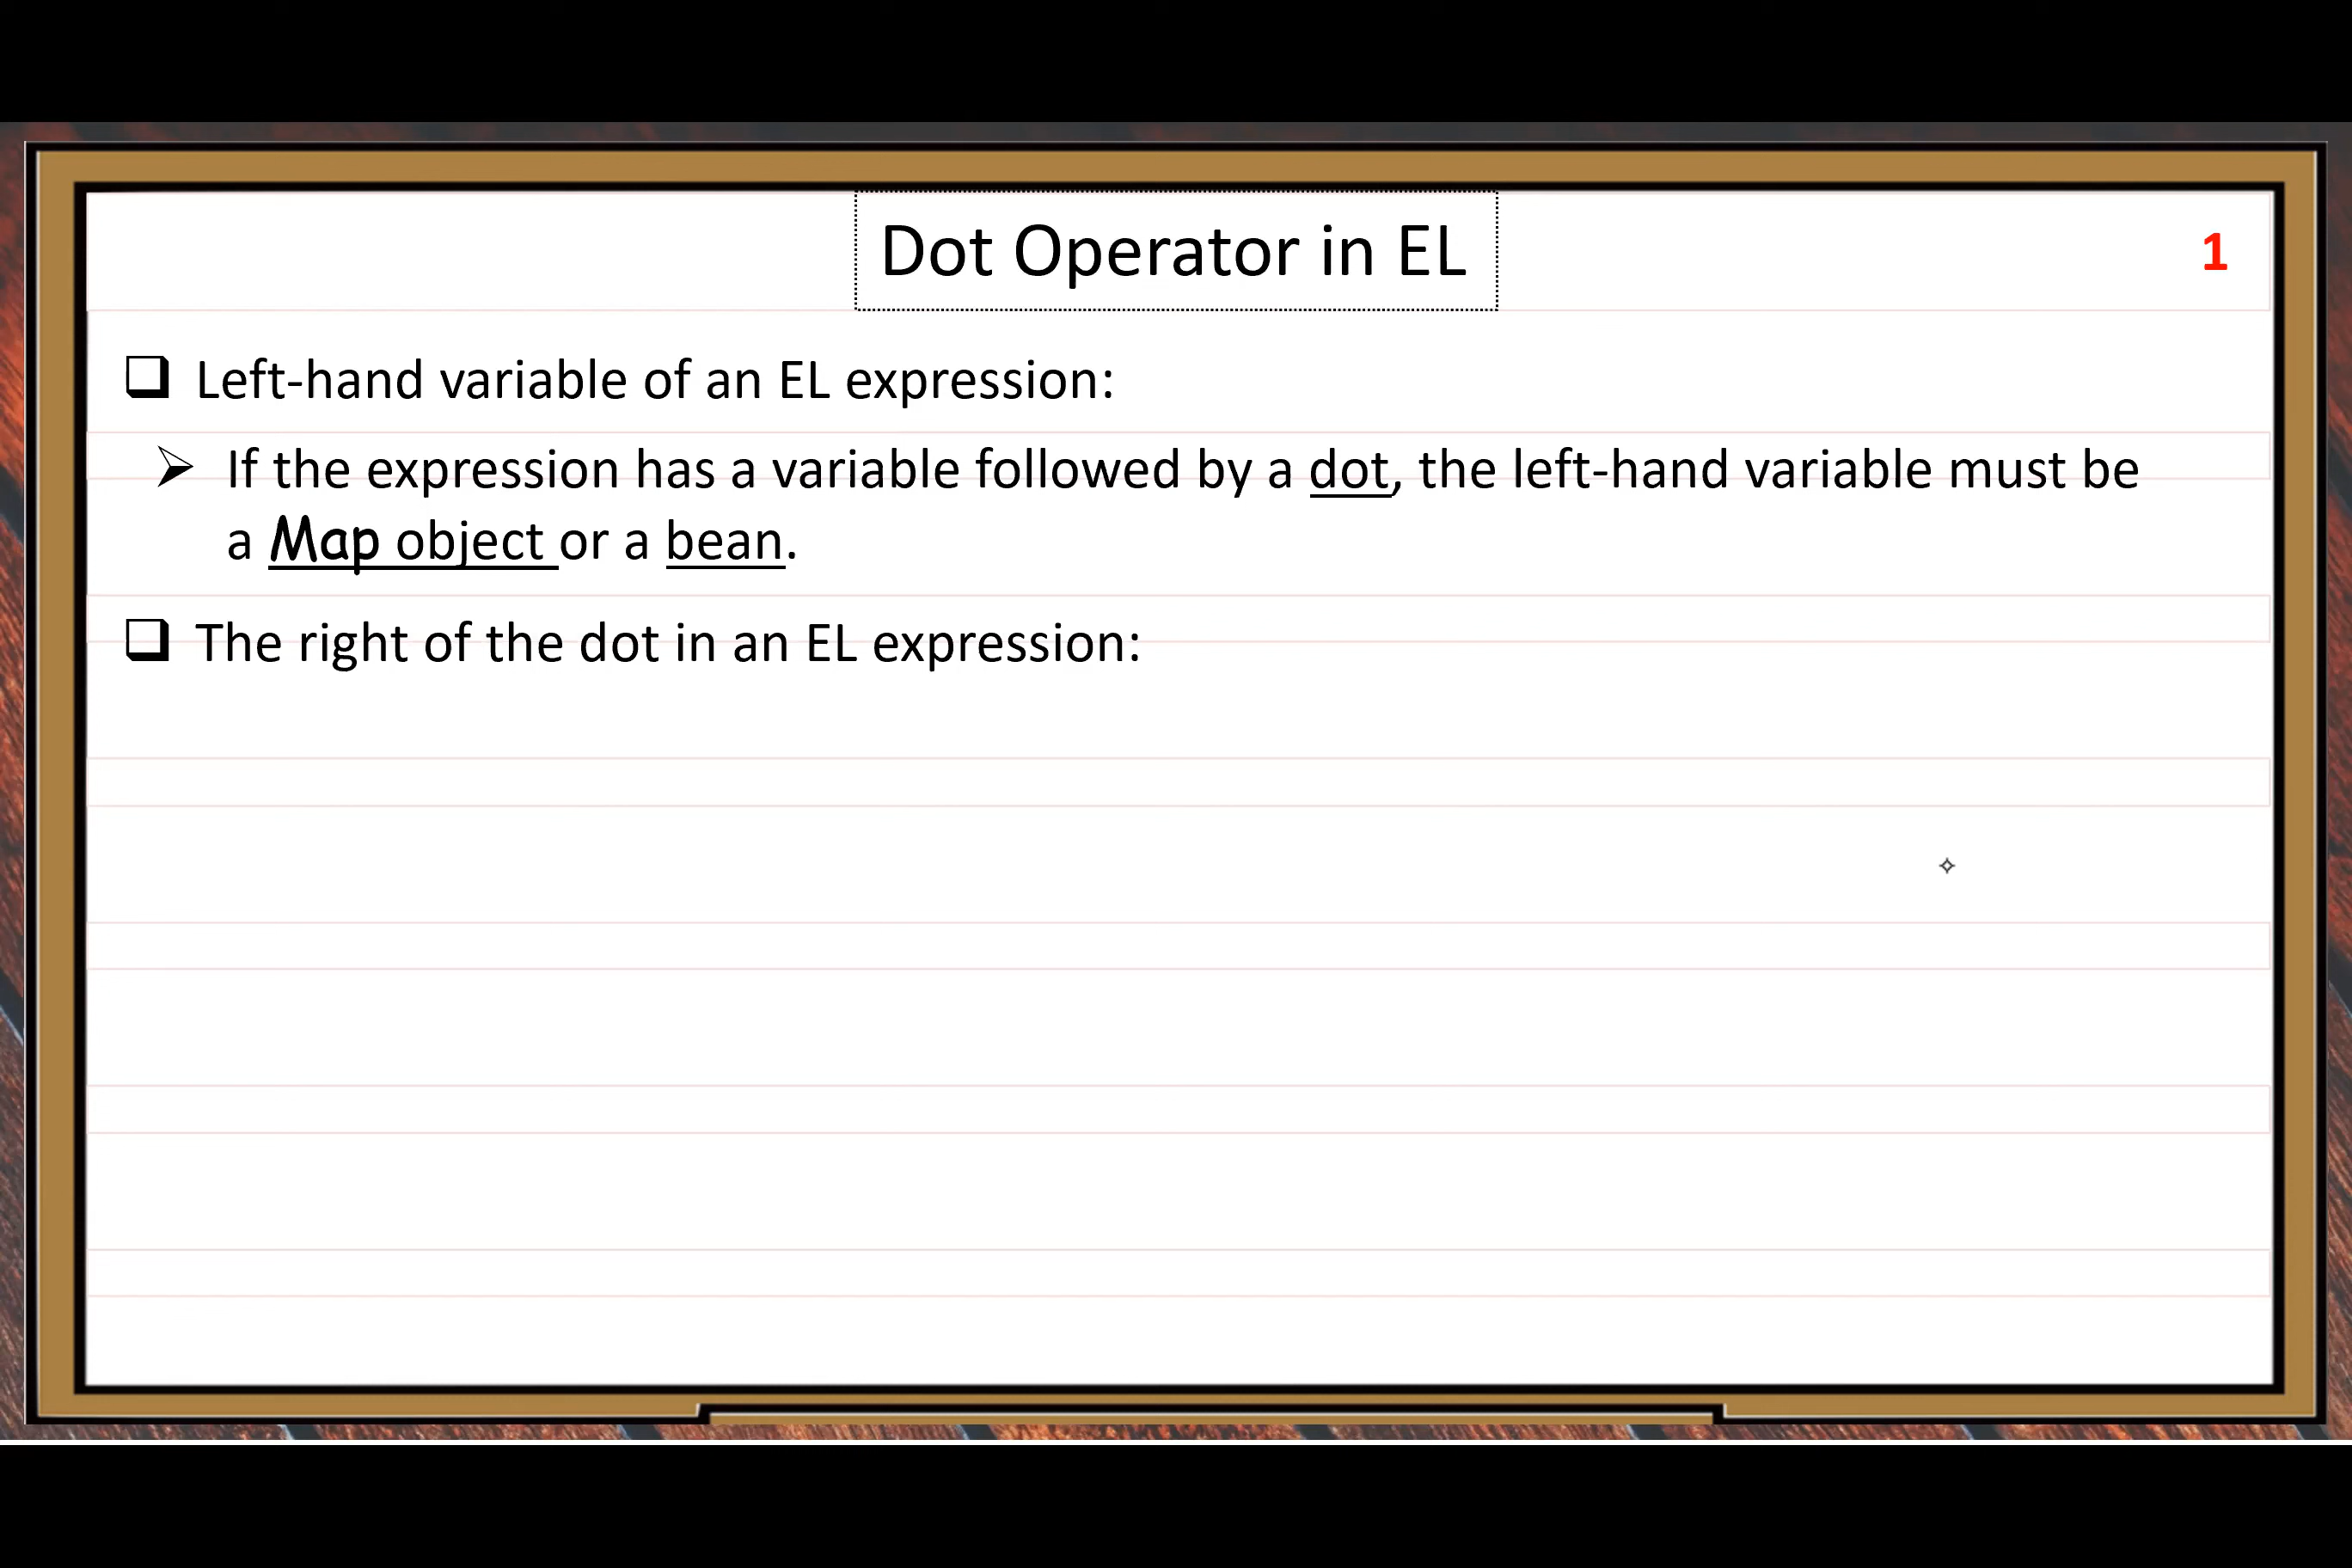 Dot Operator in EL
1
Left-hand variable of an EL expression:
If the expression has a variable followed by a dot, the left-hand variable must be
a Map object or a bean.
The right of the dot in an EL expression: